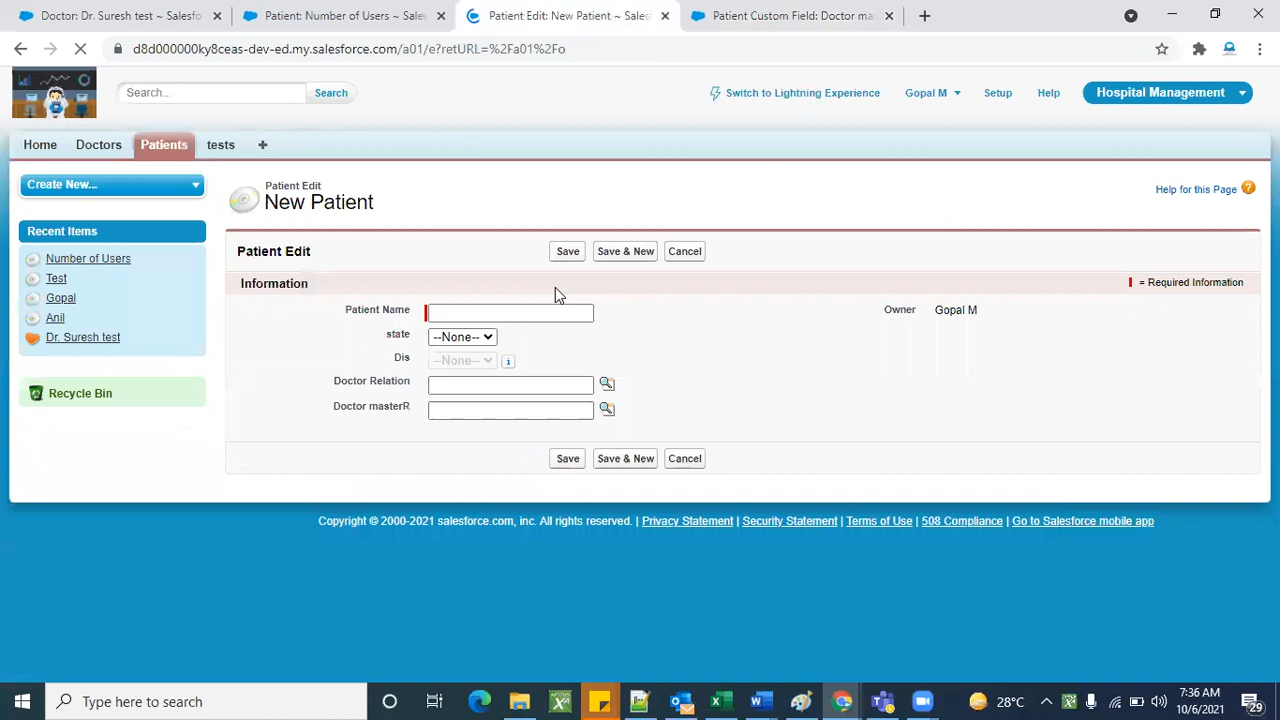 Doctor: Dr. Suresh test ~ Salesfo
Patient: Number of Users ~ Sale
Patient Edit: New Patient ~ Sales
Patient Custom Field: Doctor ma
d8d000000ky8ceas-dev-ed.my.salesforce.com/a01/e?retURL=%2Fa01%2Fo
Search...
Search
Switch to Lightning Experience
Gopal M
Setup
Help
Hospital Management
Home
Doctors
Patients
tests
Create New...
Patient Edit
New Patient
Help for this Page
Recent Items
Number of Users
Test
Gopal
Anil
Dr. Suresh test
Recycle Bin
Patient Edit
Save
Save & New
Cancel
Information
= Required Information
Patient Name
Owner
Gopal M
state
--None--
Dis
--None--
Doctor Relation
Doctor masterR
Save
Save & New
Cancel
Copyright © 2000-2021 salesforce.com, inc. All rights reserved. | Privacy Statement | Security Statement | Terms of Use | 508 Compliance | Go to Salesforce mobile app
Type here to search
28°C
7:36 AM
10/6/2021
29